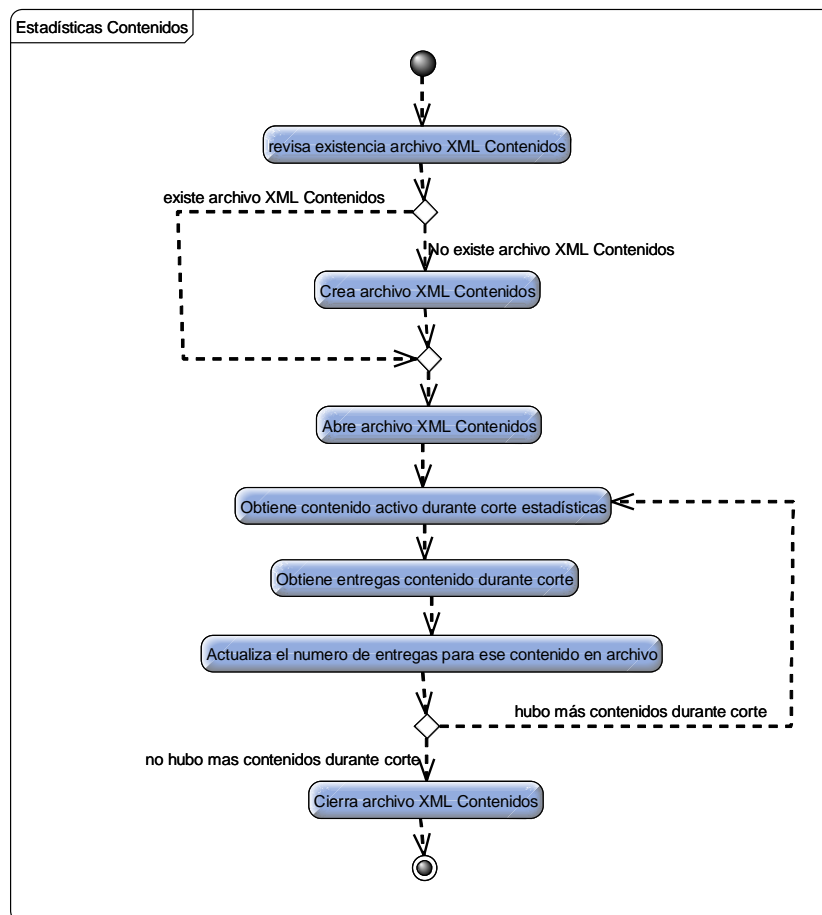 Estadísticas Contenidos
revisa existencia archivo XML Contenidos
existe archivo XML Contenidos
No existe archivo XML Contenidos
Crea archivo XML Contenidos
Abre archivo XML Contenidos
Obtiene contenido activo durante corte estadísticas
Obtiene entregas contenido durante corte
Actualiza el numero de entregas para ese contenido en archivo
hubo más contenidos durante corte
no hubo mas contenidos durante corte
Cierra archivo XML Contenidos